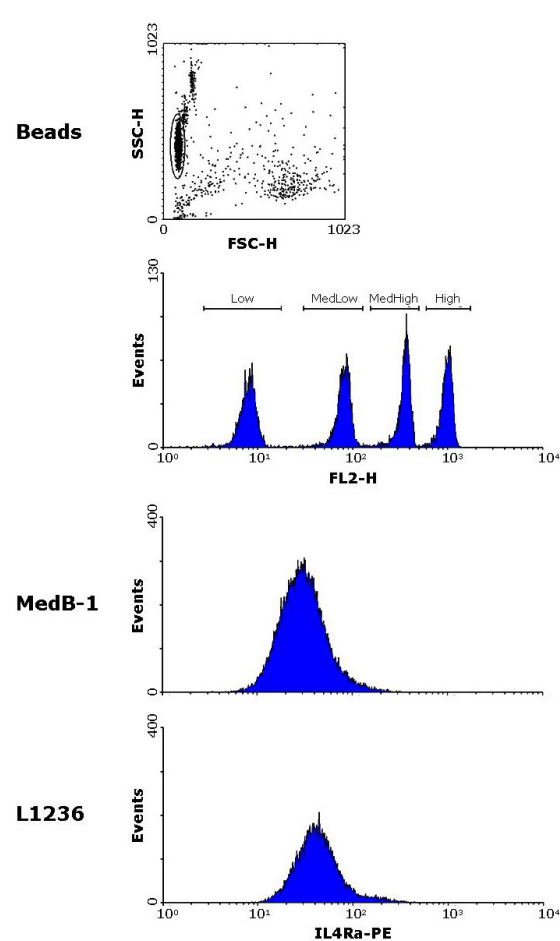 Beads
1023
SSC-H
0
0 1023
FSC-H
130
Low MedLow MedHigh High
Events
0
10⁰ 10¹ 10² 10³ 10⁴
FL2-H
MedB-1
400
Events
0
L1236
400
Events
0
10⁰ 10¹ 10² 10³ 10⁴
IL4Ra-PE